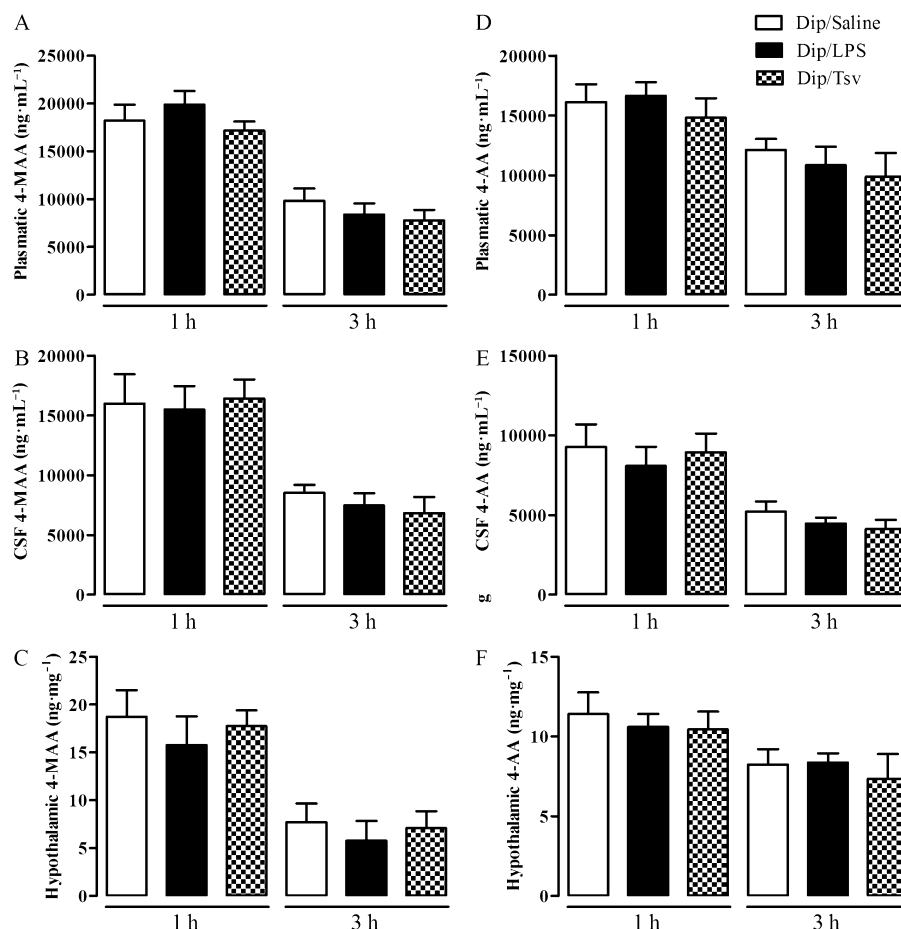 A
Plasmatic 4-MAA (ng·mL⁻¹)
25000
20000
15000
10000
5000
0
1 h
3 h
D
Plasmatic 4-AA (ng·mL⁻¹)
20000
15000
10000
5000
0
1 h
3 h
Dip/Saline
Dip/LPS
Dip/Tsv
B
CSF 4-MAA (ng·mL⁻¹)
20000
15000
10000
5000
0
1 h
3 h
E
CSF 4-AA (ng·mL⁻¹)
15000
10000
5000
0
g
1 h
3 h
C
Hypothalamic 4-MAA (ng·mg⁻¹)
25
20
15
10
5
0
1 h
3 h
F
Hypothalamic 4-AA (ng·mg⁻¹)
15
10
5
0
1 h
3 h